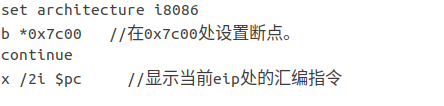 set architecture i8086
b *0x7c00   //在0x7c00处设置断点。
continue
x /2i $pc     //显示当前eip处的汇编指令